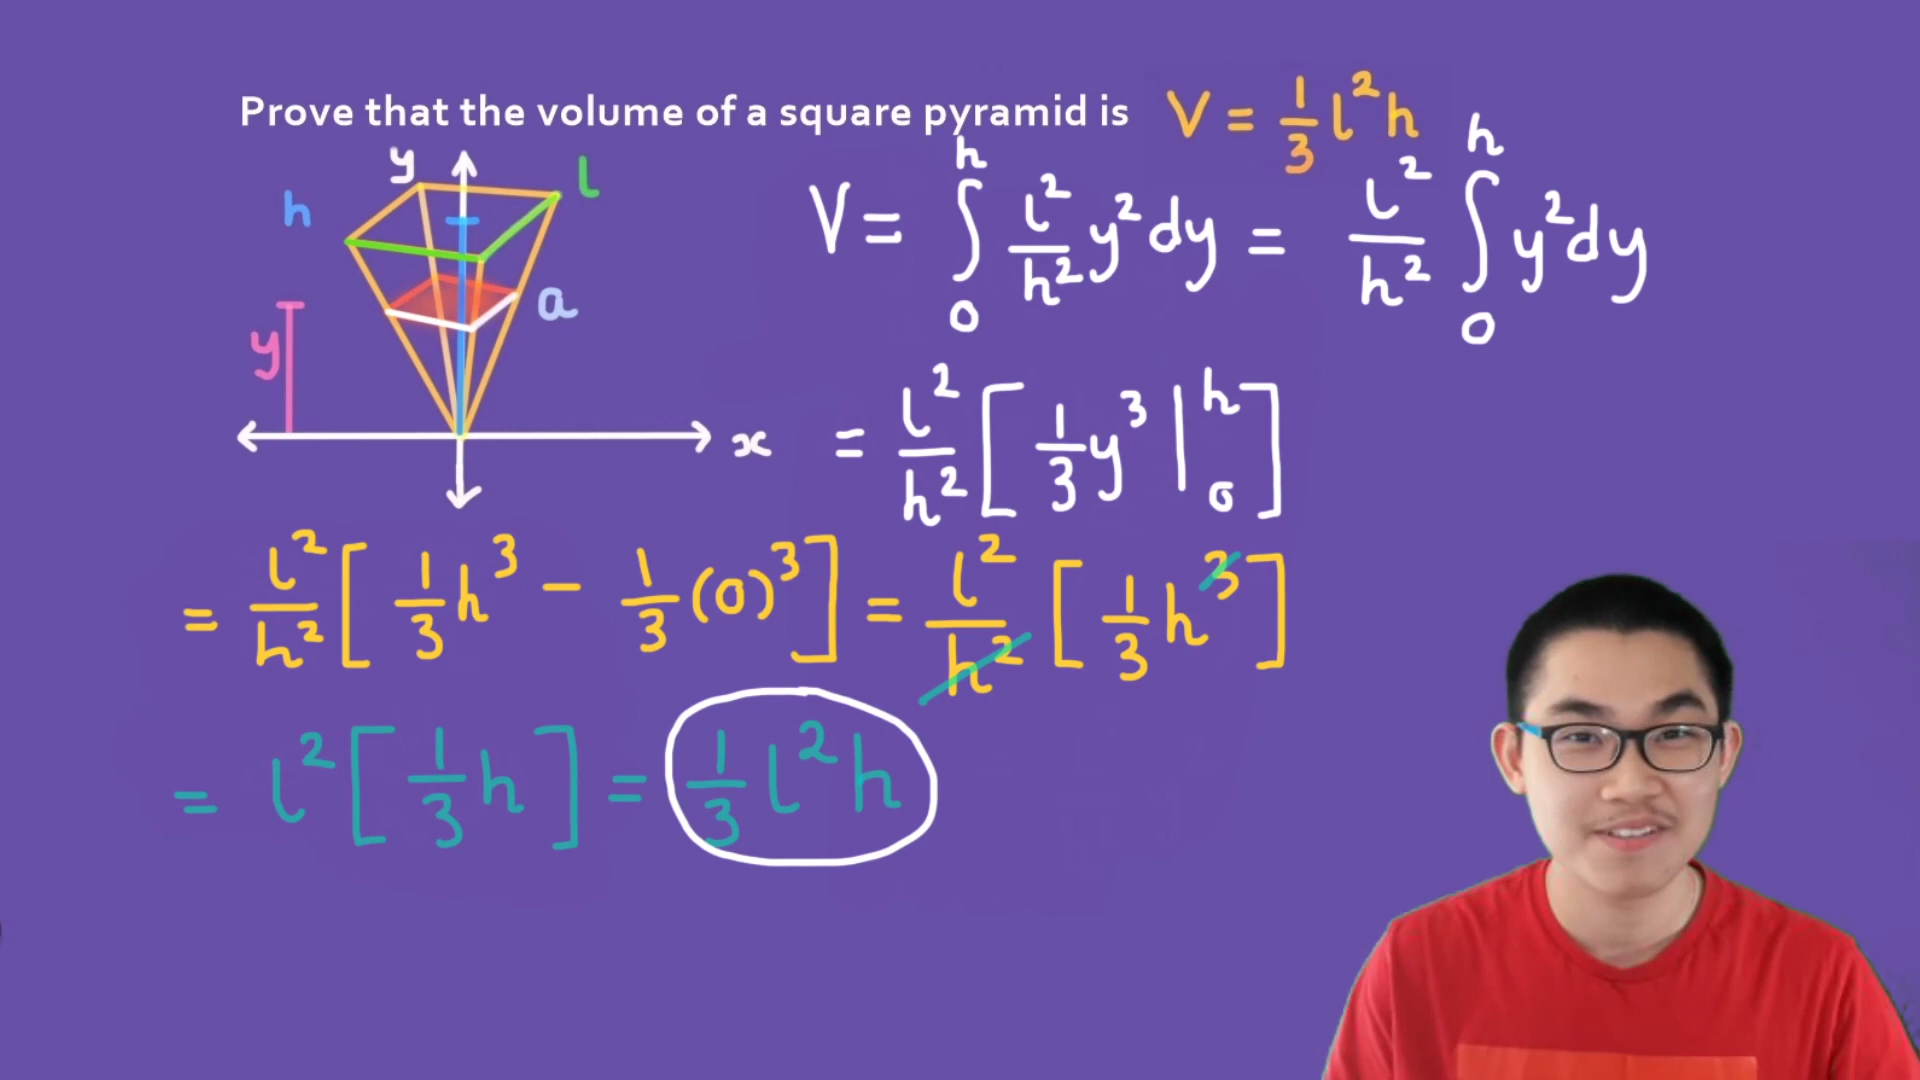 Prove that the volume of a square pyramid is V = 1/3 l²h
y
l
h
a
y
x
V = ∫₀ʰ l²/h² y² dy = l²/h² ∫₀ʰ y² dy
= l²/h² [ 1/3 y³ |₀ʰ ]
= l²/h² [ 1/3 h³ − 1/3 (0)³ ] = l²/h² [ 1/3 h³ ]
= l² [ 1/3 h ] = 1/3 l² h